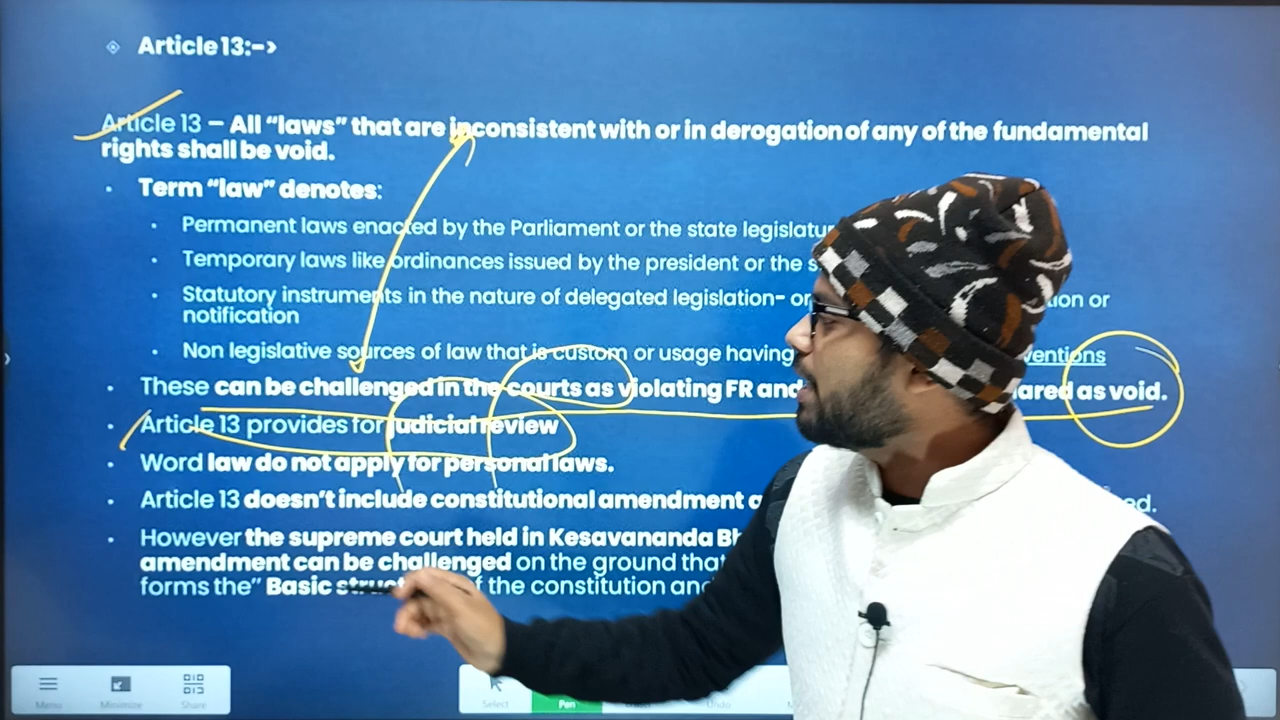 Article 13:->
Article 13 – All “laws” that are inconsistent with or in derogation of any of the fundamental
rights shall be void.
Term “law” denotes:
Permanent laws enacted by the Parliament or the state
Temporary laws like ordinances issued by the president or the
Statutory instruments in the nature of delegated legislation- or
notification
Non legislative sources of law that is custom or usage having
These can be challenged in the courts as violating FR and as void.
Article 13 provides for judicial review
Word law do not apply for personal laws.
Article 13 doesn’t include constitutional amendment
However the supreme court held in Kesavananda
amendment can be challenged on the ground that
forms the” Basic of the constitution and
Menu Minimize Share Select Pen Undo